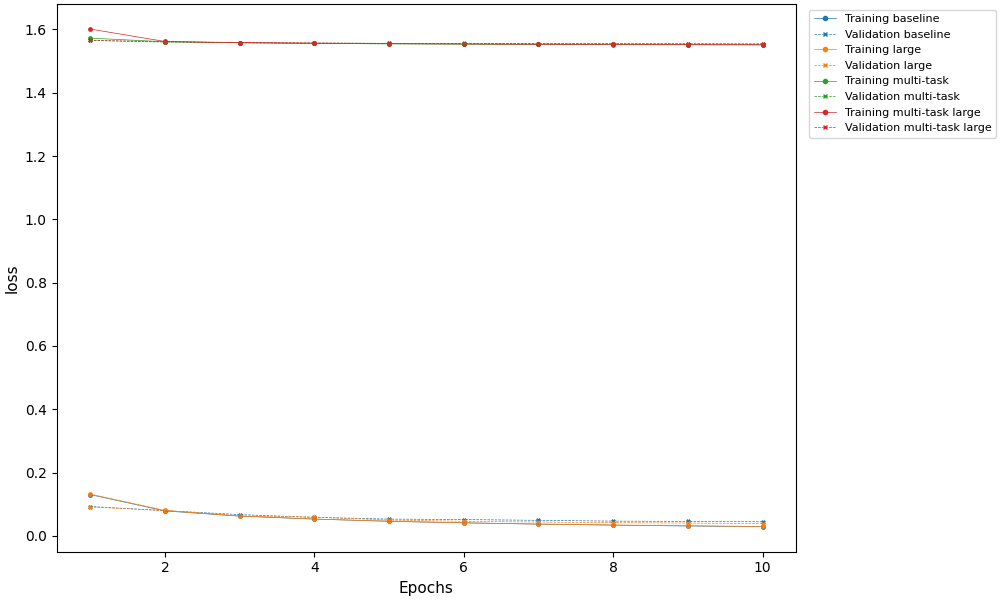 1.6
1.4
1.2
1.0
0.8
0.6
0.4
0.2
0.0
loss
2
4
6
8
10
Epochs
Training baseline
Validation baseline
Training large
Validation large
Training multi-task
Validation multi-task
Training multi-task large
Validation multi-task large